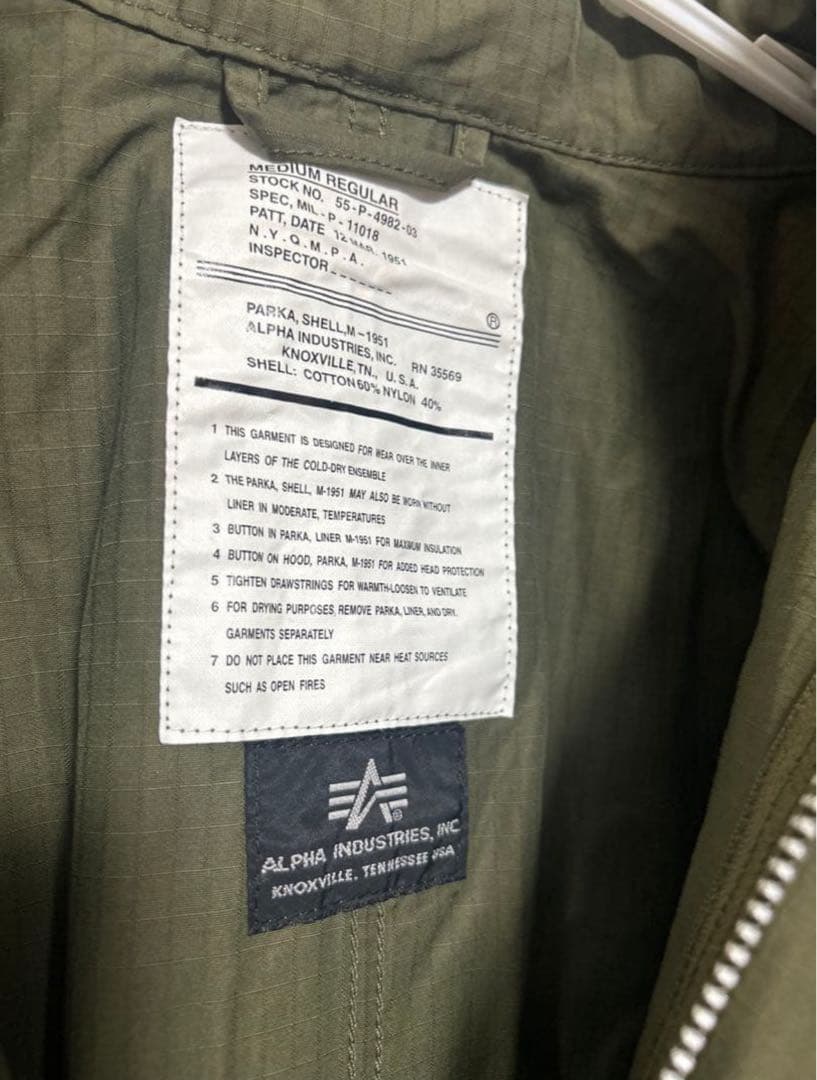 MEDIUM REGULAR
STOCK NO. 55-P-4982-03
SPEC, MIL-P-11018
PATT, DATE 12 MAR. 1951
N.Y.Q.M.P.A.
INSPECTOR_______
®
PARKA, SHELL,M-1951
ALPHA INDUSTRIES, INC. RN 35569
KNOXVILLE,TN., U.S.A.
SHELL: COTTON 60% NYLON 40%
1 THIS GARMENT IS DESIGNED FOR WEAR OVER THE INNER
LAYERS OF THE COLD-DRY ENSEMBLE
2 THE PARKA, SHELL, M-1951 MAY ALSO BE WORN WITHOUT
LINER IN MODERATE, TEMPERATURES
3 BUTTON IN PARKA, LINER M-1951 FOR MAXIMUM INSULATION
4 BUTTON ON HOOD, PARKA, M-1951 FOR ADDED HEAD PROTECTION
5 TIGHTEN DRAWSTRINGS FOR WARMTH-LOOSEN TO VENTILATE
6 FOR DRYING PURPOSES, REMOVE PARKA, LINER, AND DRY.
GARMENTS SEPARATELY
7 DO NOT PLACE THIS GARMENT NEAR HEAT SOURCES
SUCH AS OPEN FIRES
®
ALPHA INDUSTRIES, INC
KNOXVILLE. TENNESSEE USA